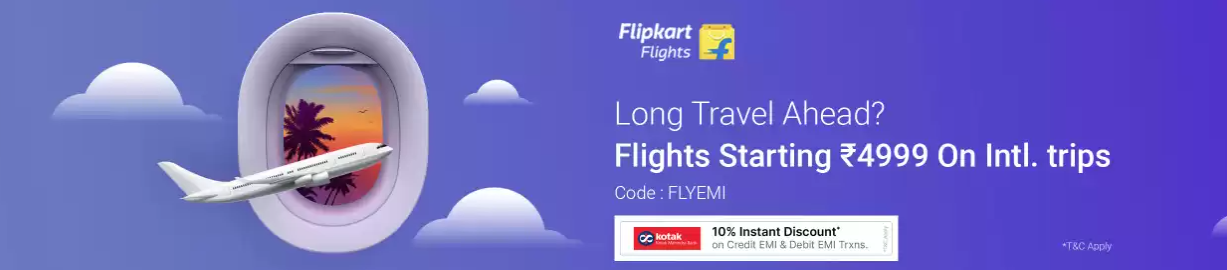 Flipkart
Flights
Long Travel Ahead?
Flights Starting ₹4999 On Intl. trips
Code : FLYEMI
kotak
10% Instant Discount*
on Credit EMI & Debit EMI Trxns.
*T&C Apply
*T&C Apply